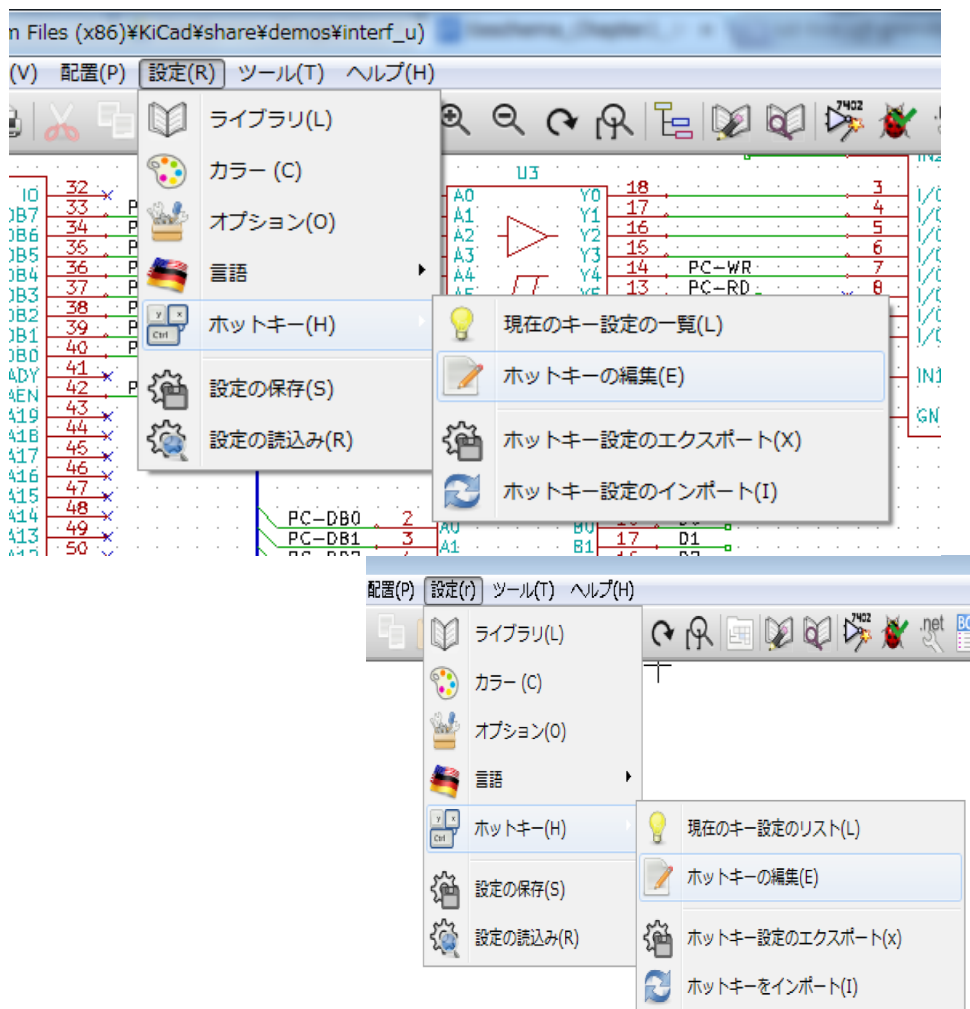 m Files (x86)¥KiCad¥share¥demos¥interf_u)
(V) 配置(P) 設定(R) ツール(T) ヘルプ(H)
7402
ライブラリ(L)
カラー (C)
オプション(O)
言語
ホットキー(H)
設定の保存(S)
設定の読込み(R)
現在のキー設定の一覧(L)
ホットキーの編集(E)
ホットキー設定のエクスポート(X)
ホットキー設定のインポート(I)
U3
IO 32
DB7 33 P
DB6 34 P
DB5 35 P
DB4 36 P
DB3 37 P
DB2 38 P
DB1 39 P
DB0 40 P
ADY 41
AEN 42 P
A19 43
A18 44
A17 45
A16 46
A15 47
A14 48
A13 49
50
A0 Y0 18 3
A1 Y1 17 4
A2 Y2 16 5
A3 Y3 15 6
A4 Y4 14 PC-WR 7
13 PC-RD 8
IN2
I/O
I/O
I/O
I/O
I/O
I/O
I/O
I/O
IN1
GN
PC-DB0 2 A0 B0 D0
PC-DB1 3 A1 B1 17 D1
配置(P) 設定(r) ツール(T) ヘルプ(H)
7402 .net BO
ライブラリ(L)
カラー (C)
オプション(O)
言語
ホットキー(H)
設定の保存(S)
設定の読込み(R)
現在のキー設定のリスト(L)
ホットキーの編集(E)
ホットキー設定のエクスポート(x)
ホットキーをインポート(I)